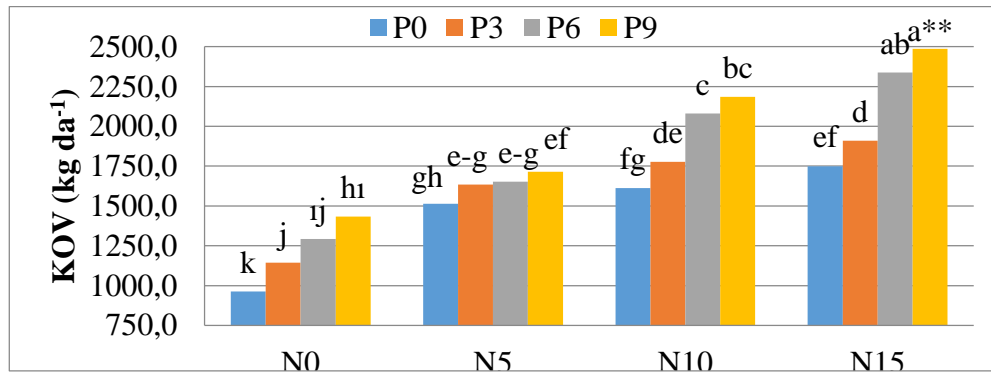 P0 P3 P6 P9
KOV (kg da-1)
2500,0
2250,0
2000,0
1750,0
1500,0
1250,0
1000,0
750,0
k j ıj hı
gh e-g e-g ef
fg de c bc
ef d ab a**
N0 N5 N10 N15